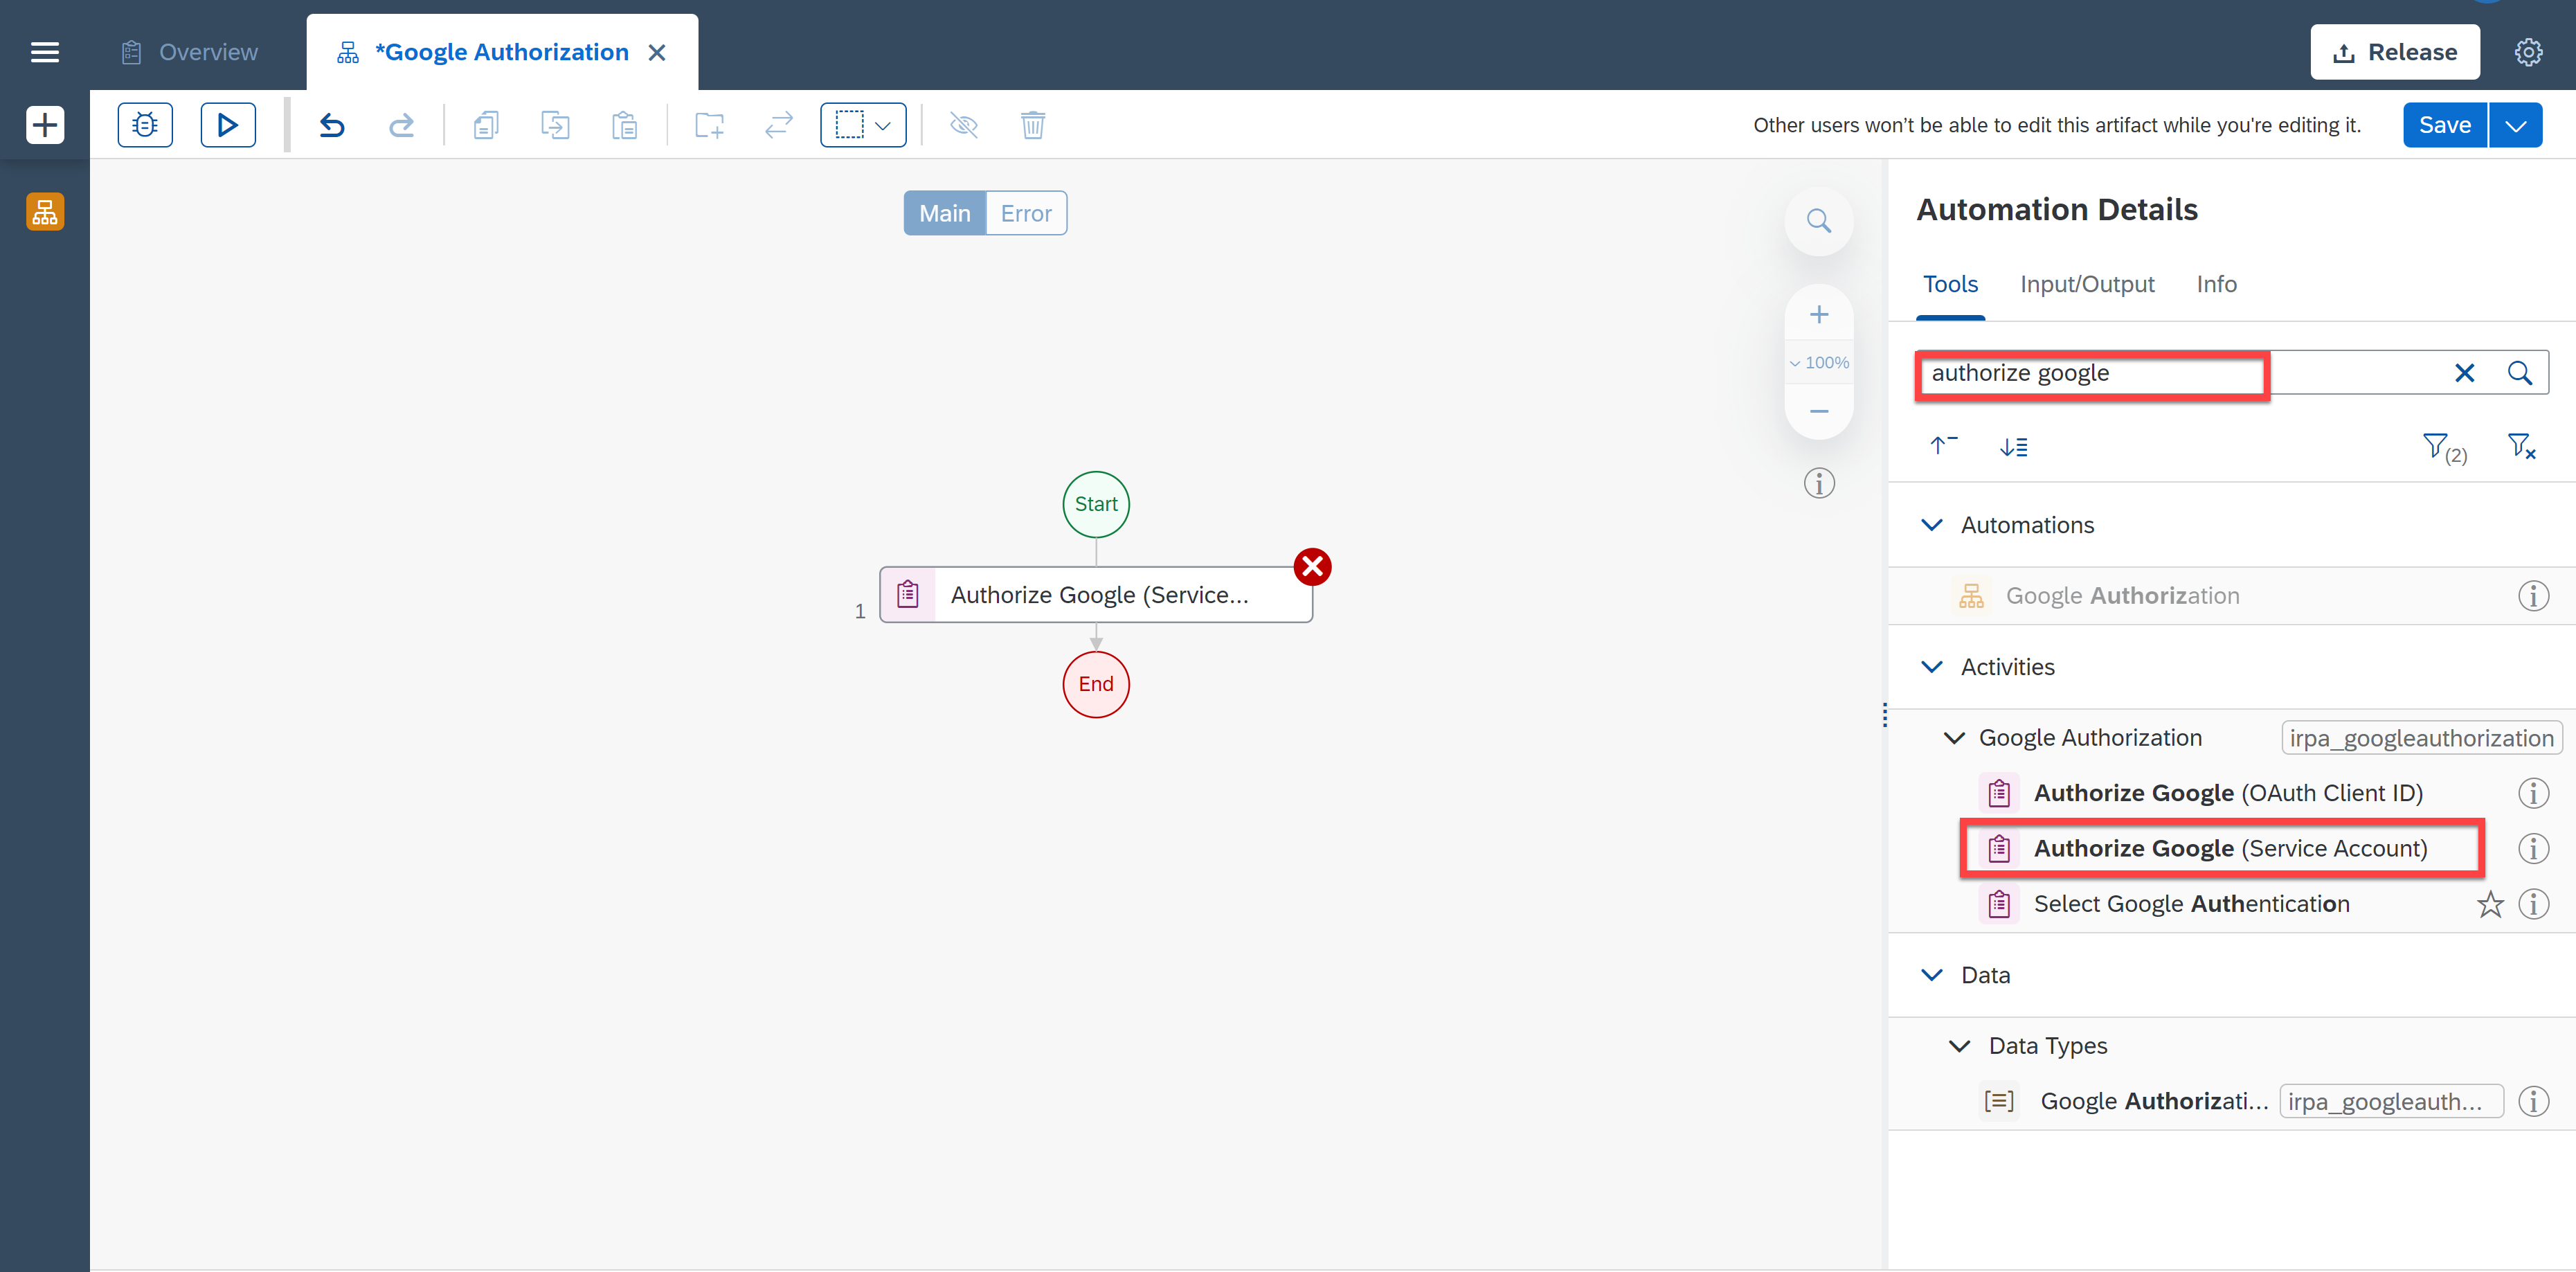 Overview
*Google Authorization
Release
Other users won't be able to edit this artifact while you're editing it.
Save
Main
Error
100%
Start
1
Authorize Google (Service...
End
Automation Details
Tools
Input/Output
Info
authorize google
(2)
Automations
Google Authorization
Activities
Google Authorization
irpa_googleauthorization
Authorize Google (OAuth Client ID)
Authorize Google (Service Account)
Select Google Authentication
Data
Data Types
Google Authorizati...
irpa_googleauth...